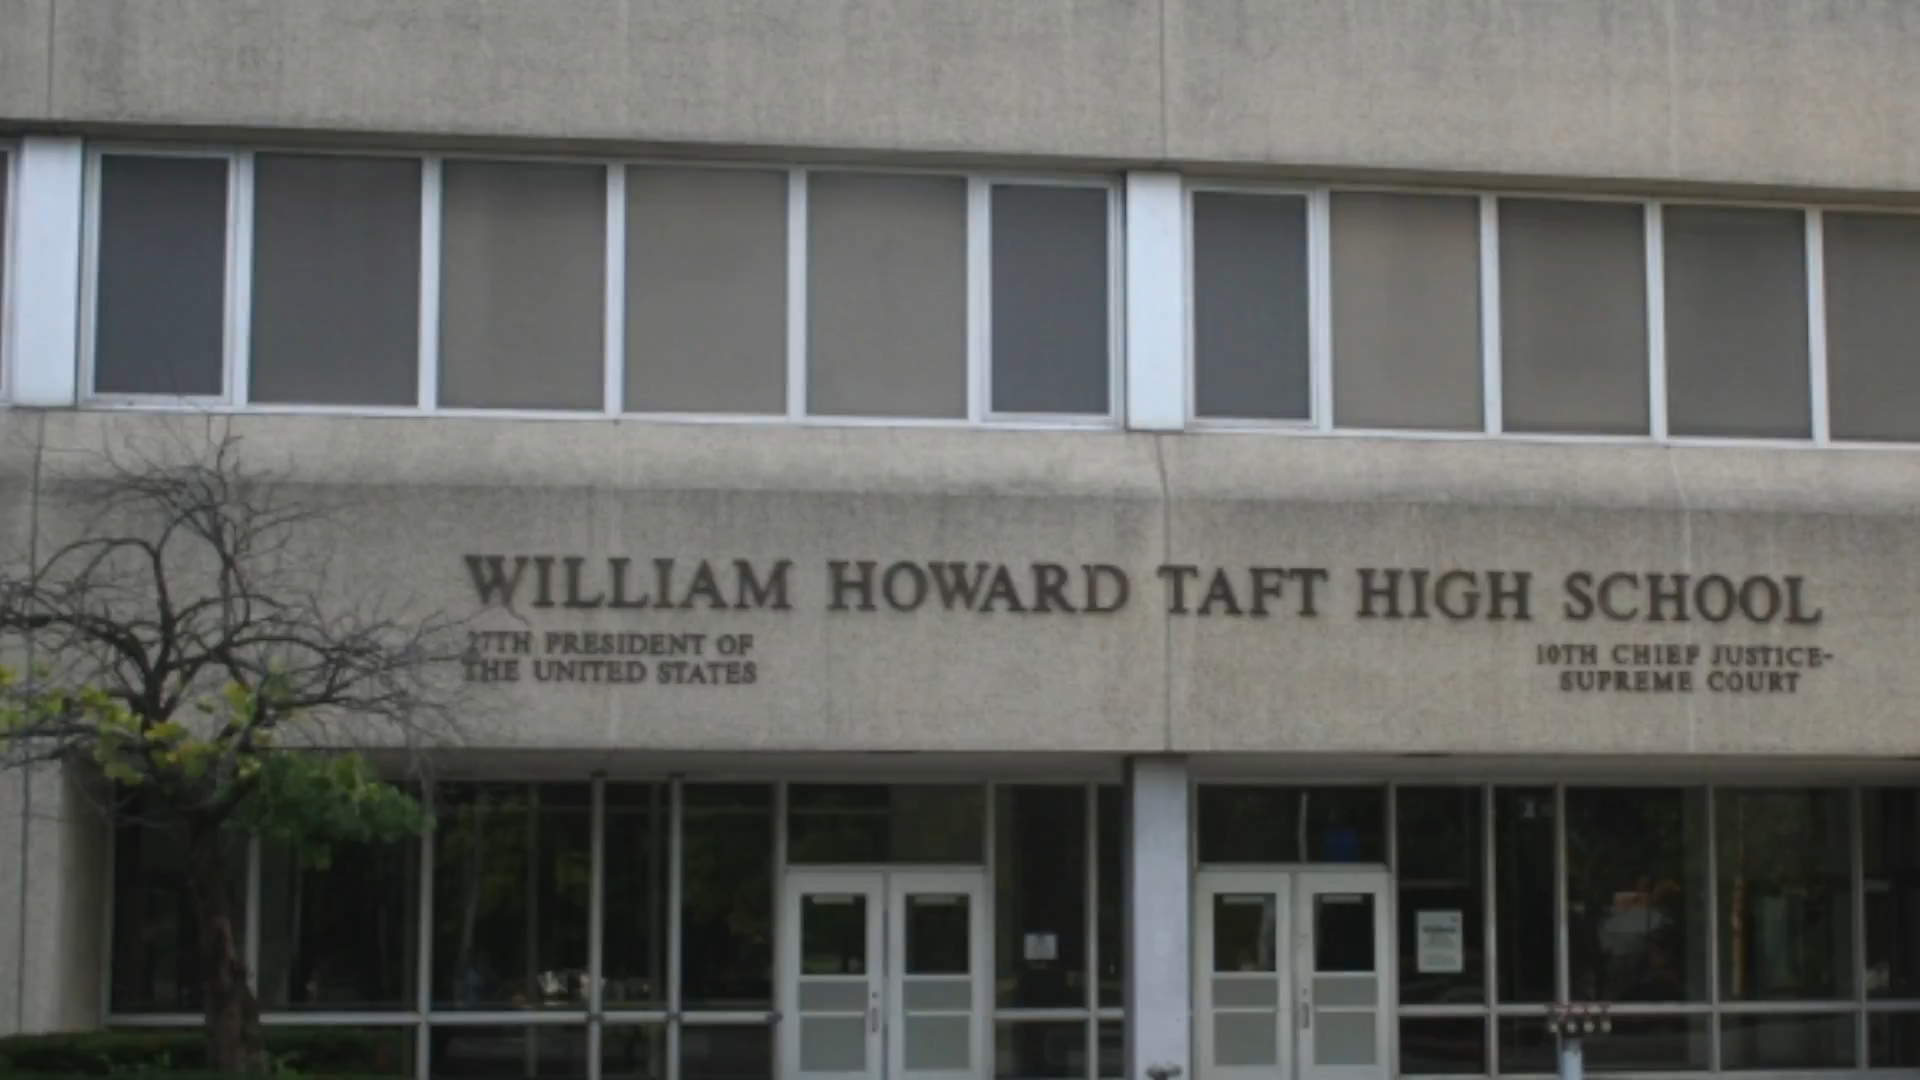 WILLIAM HOWARD TAFT HIGH SCHOOL
27TH PRESIDENT OF
THE UNITED STATES
10TH CHIEF JUSTICE-
SUPREME COURT